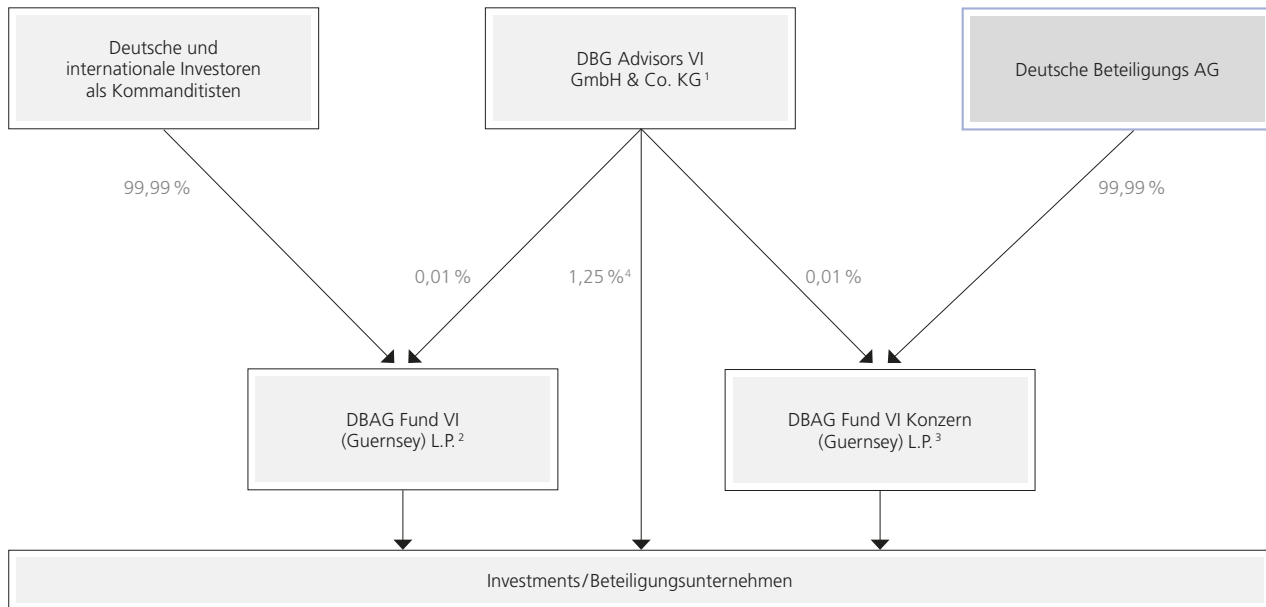 Deutsche und
internationale Investoren
als Kommanditisten
DBG Advisors VI
GmbH & Co. KG ¹
Deutsche Beteiligungs AG
99,99 %
99,99 %
0,01 %
1,25 %⁴
0,01 %
DBAG Fund VI
(Guernsey) L.P. ²
DBAG Fund VI Konzern
(Guernsey) L.P. ³
Investments/Beteiligungsunternehmen